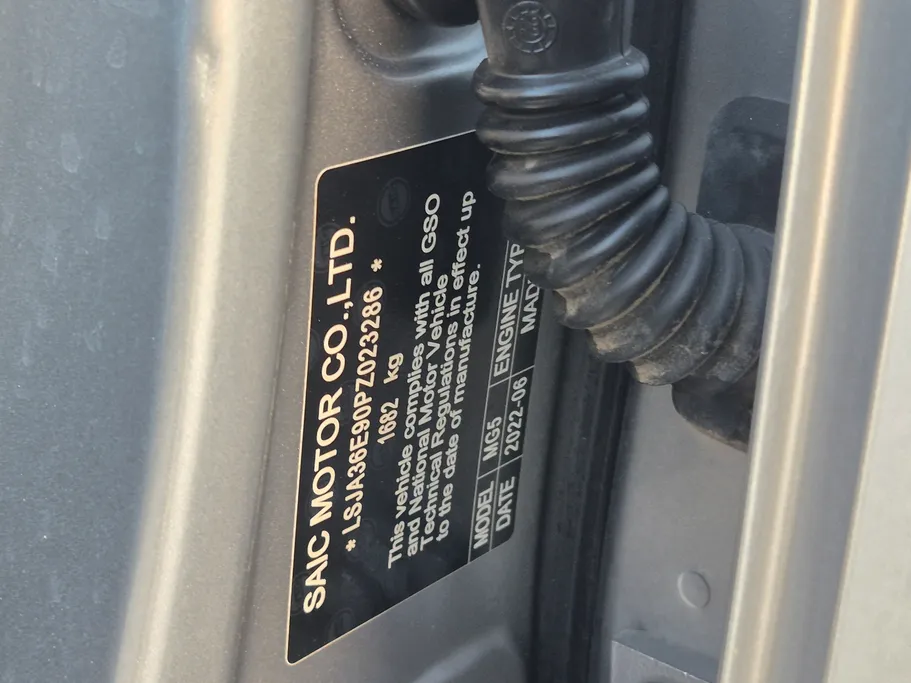 SAIC MOTOR CO.,LTD.
* LSJA36E90PZ023286 *
1682 kg
This vehicle complies with all GSO
and National Motor Vehicle
Technical Regulations in effect up
to the date of manufacture.
MODEL MG5 ENGINE TYP
DATE 2022-06 MAD